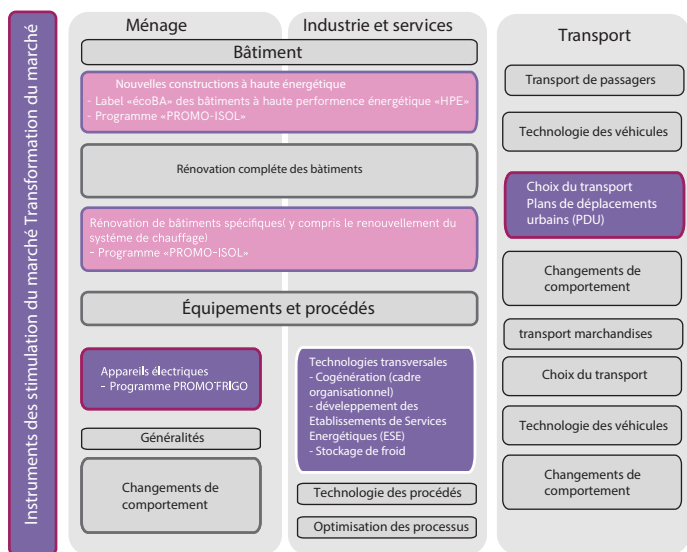 Instruments des stimulation du marché Transformation du marché
Ménage
Industrie et services
Bâtiment
Nouvelles constructions à haute énergétique
- Label «écoBA» des bâtiments à haute performence énergétique «HPE»
- Programme «PROMO-ISOL»
Rénovation compléte des bàtiments
Rénovation de bâtiments spécifiques( y compris le renouvellement du
systéme de chauffage)
- Programme «PROMO-ISOL»
Équipements et procédés
Appareils électriques
- Programme PROMO'FRIGO
Généralités
Changements de
comportement
Technologies transversales
- Cogénération (cadre
organisationnel)
- déveleppement des
Etablissements de Services
Energétiques (ESE)
- Stockage de froid
Technologie des procédés
Optimisation des processus
Transport
Transport de passagers
Technologie des véhicules
Choix du transport
Plans de déplacements
urbains (PDU)
Changements de
comportement
transport marchandises
Choix du transport
Technologie des véhicules
Changements de
comportement